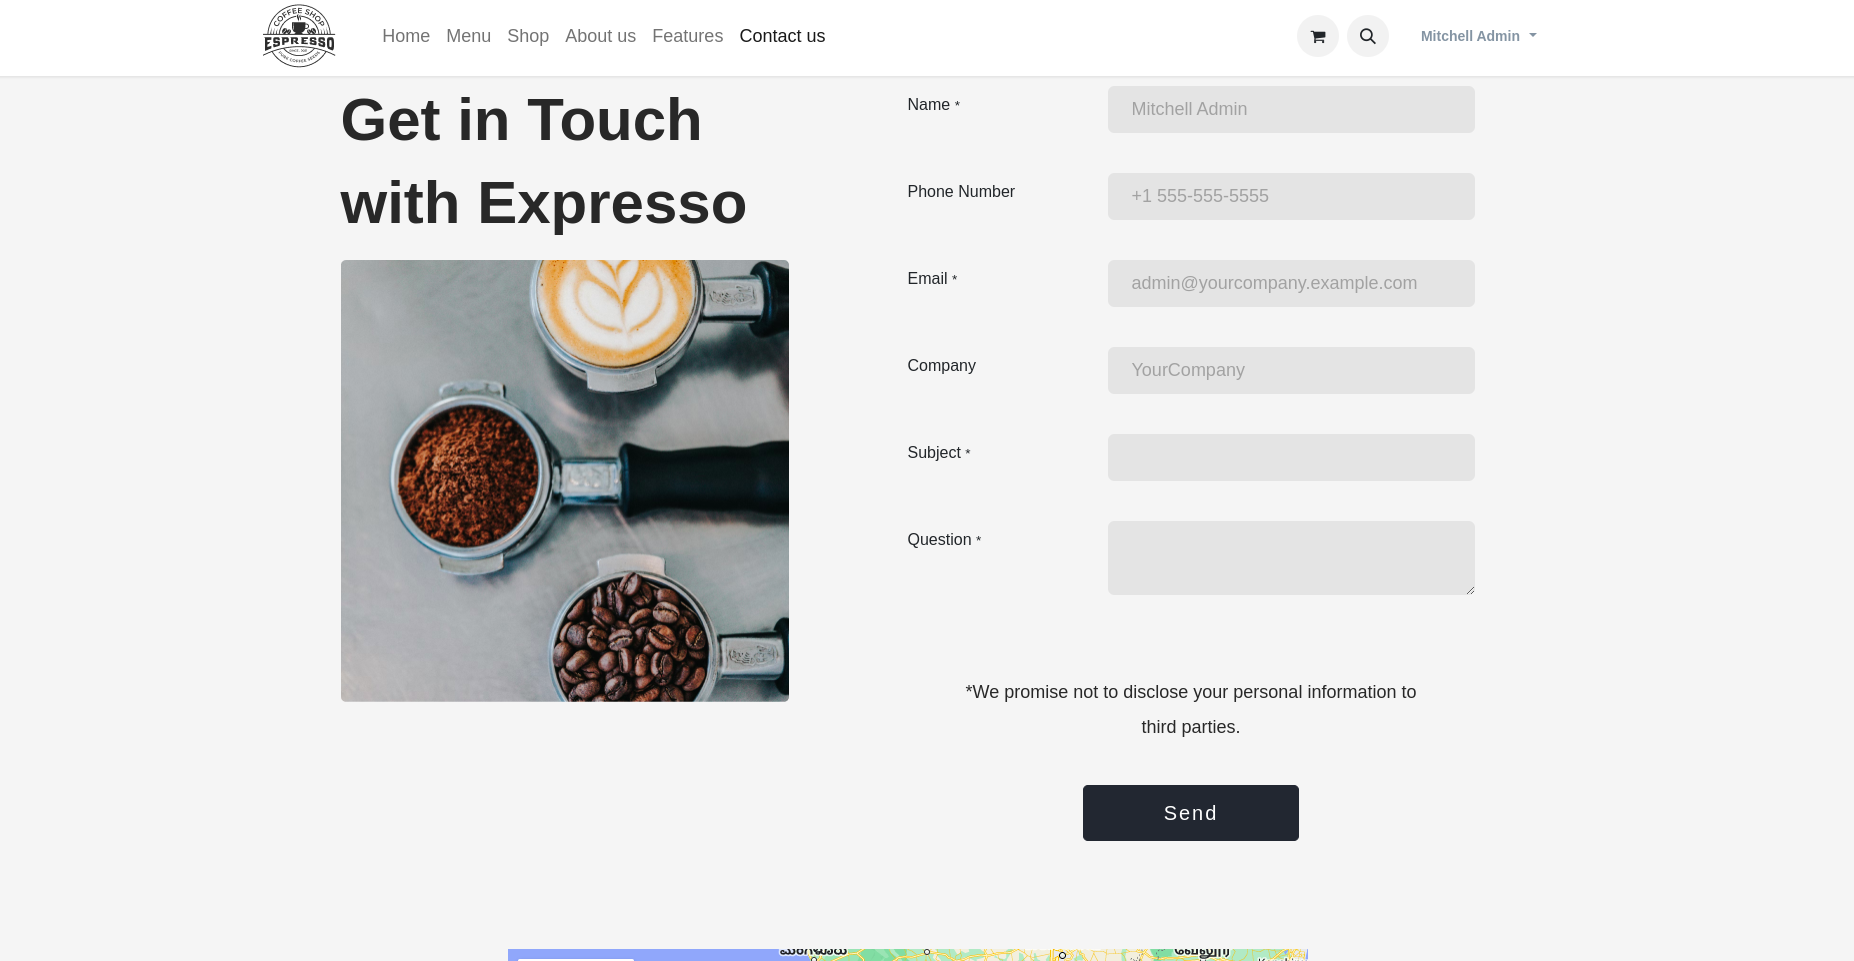 COFFEE SHOP
ESPRESSO
Home Menu Shop About us Features Contact us
Mitchell Admin
Get in Touch
with Expresso
Name *
Mitchell Admin
Phone Number
+1 555-555-5555
Email *
admin@yourcompany.example.com
Company
YourCompany
Subject *
Question *
*We promise not to disclose your personal information to
third parties.
Send